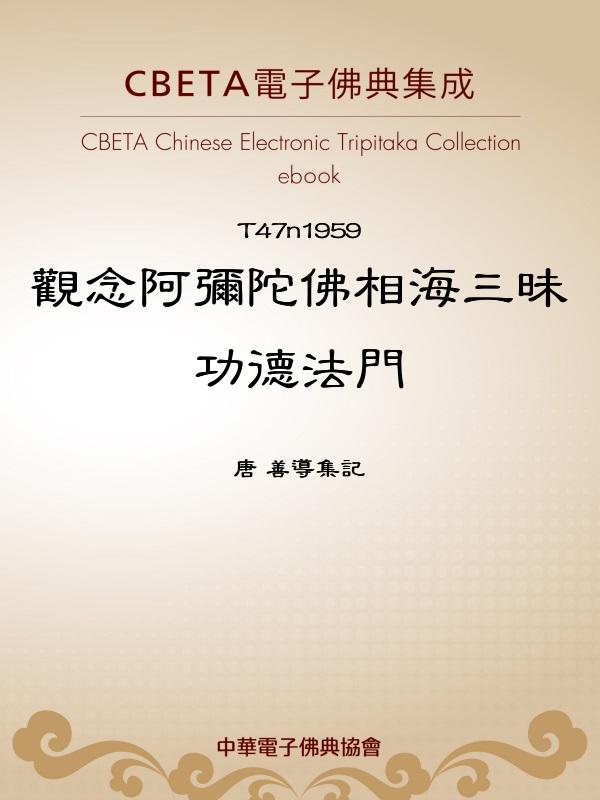 CBETA電子佛典集成
CBETA Chinese Electronic Tripitaka Collection
ebook
T47n1959
觀念阿彌陀佛相海三昧
功德法門
唐 善導集記
中華電子佛典協會